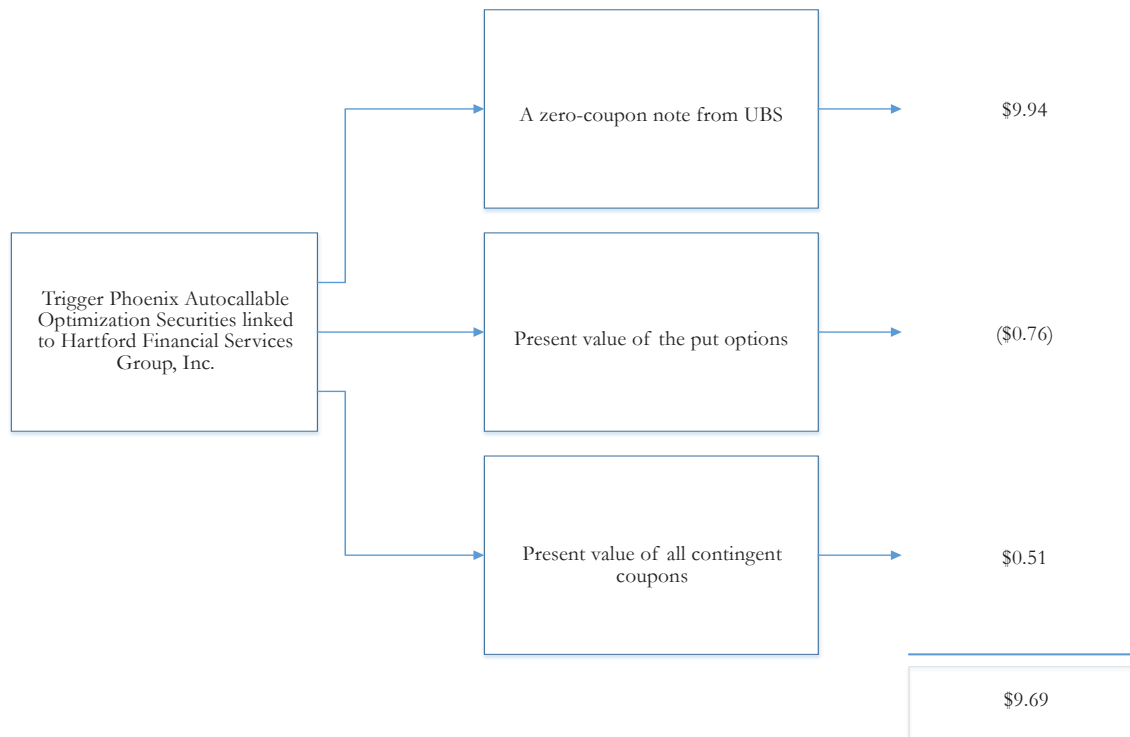 A zero-coupon note from UBS
$9.94
Trigger Phoenix Autocallable
Optimization Securities linked
to Hartford Financial Services
Group, Inc.
Present value of the put options
($0.76)
Present value of all contingent
coupons
$0.51
$9.69